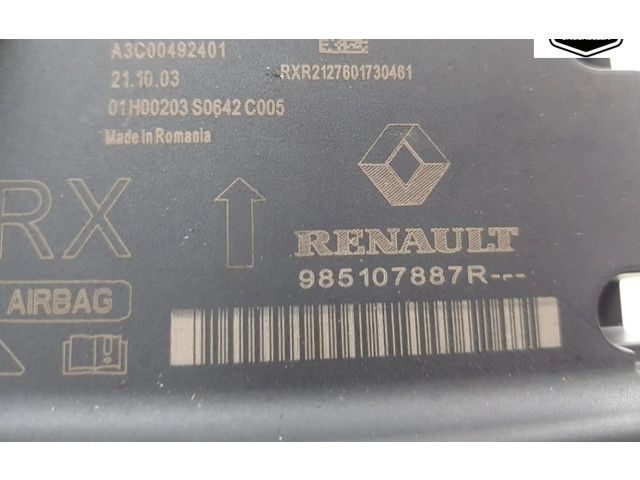 A3C00492401
21.10.03
01H00203 S0642 C005
Made in Romania
RXR2127601730461
RX
RENAULT
985107887R-.-
AIRBAG